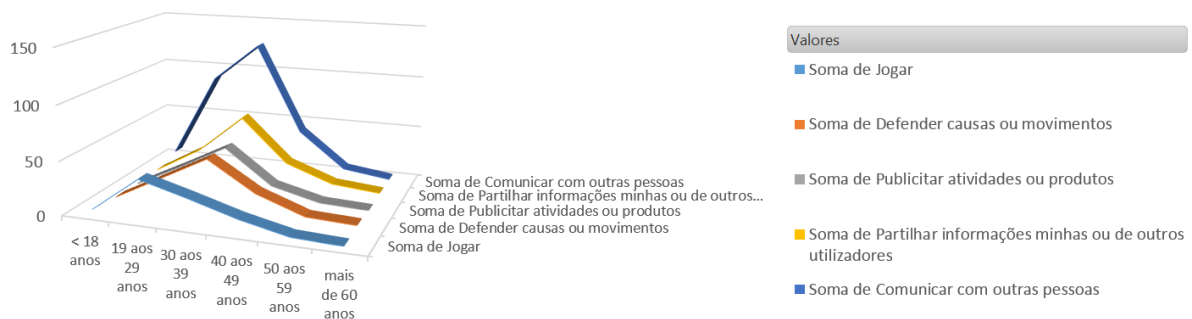 150
100
50
0
< 18
anos
19 aos
29
anos
30 aos
39
anos
40 aos
49
anos
50 aos
59
anos
mais
de 60
anos
Soma de Comunicar com outras pessoas
Soma de Partilhar informações minhas ou de outros...
Soma de Publicitar atividades ou produtos
Soma de Defender causas ou movimentos
Soma de Jogar
Valores
Soma de Jogar
Soma de Defender causas ou movimentos
Soma de Publicitar atividades ou produtos
Soma de Partilhar informações minhas ou de outros
utilizadores
Soma de Comunicar com outras pessoas